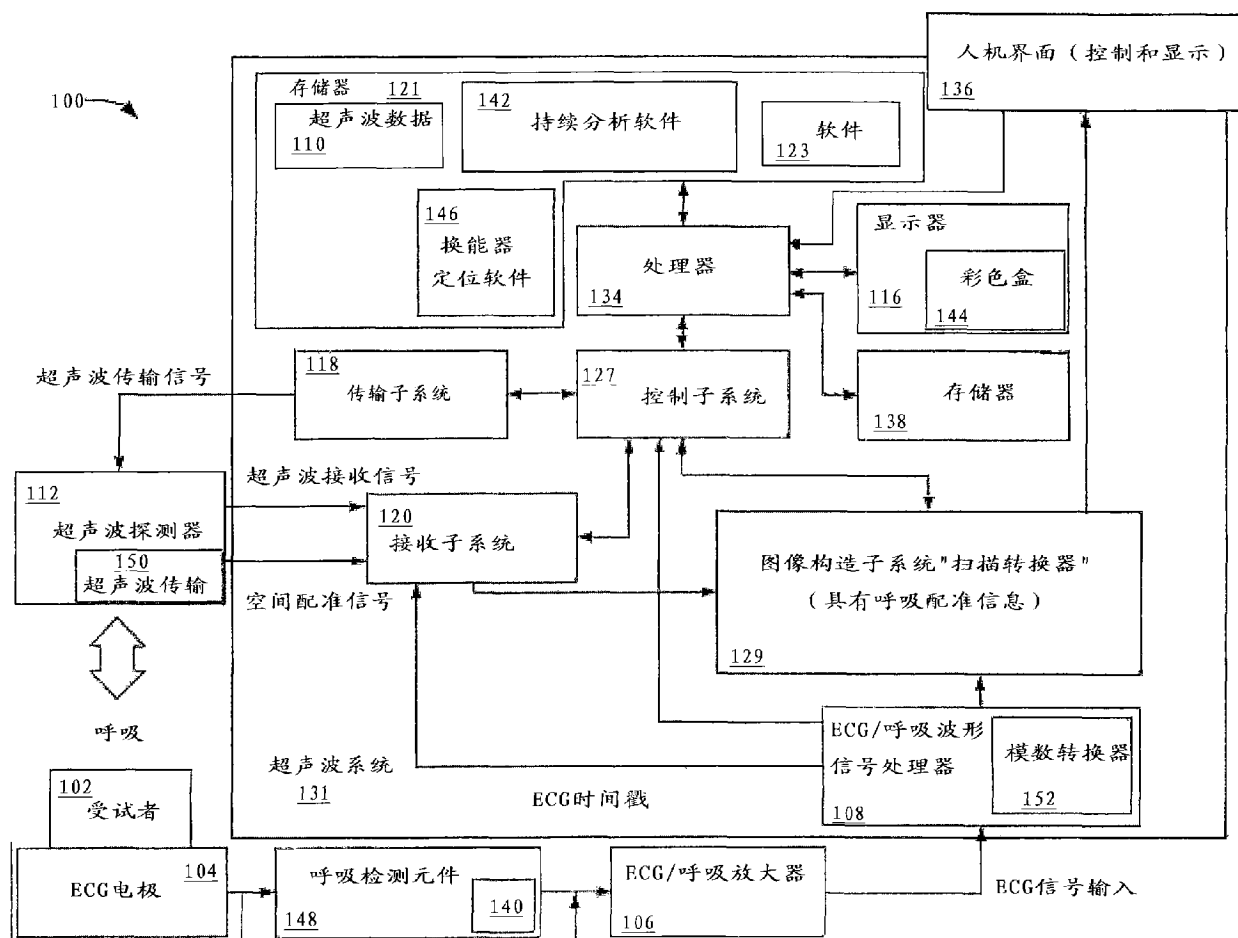 100
人机界面（控制和显示）
136
存储器 121
超声波数据
110
142
持续分析软件
软件
123
146
换能器
定位软件
处理器
134
显示器
116
彩色盒
144
超声波传输信号
118
传输子系统
127
控制子系统
存储器
138
超声波接收信号
112
超声波探测器
150
超声波传输
120
接收子系统
空间配准信号
图像构造子系统"扫描转换器"
（具有呼吸配准信息）
129
呼吸
超声波系统
131
ECG时间戳
ECG/呼吸波形
信号处理器
108
模数转换器
152
102
受试者
104
ECG电极
呼吸检测元件
148
140
ECG/呼吸放大器
106
ECG信号输入